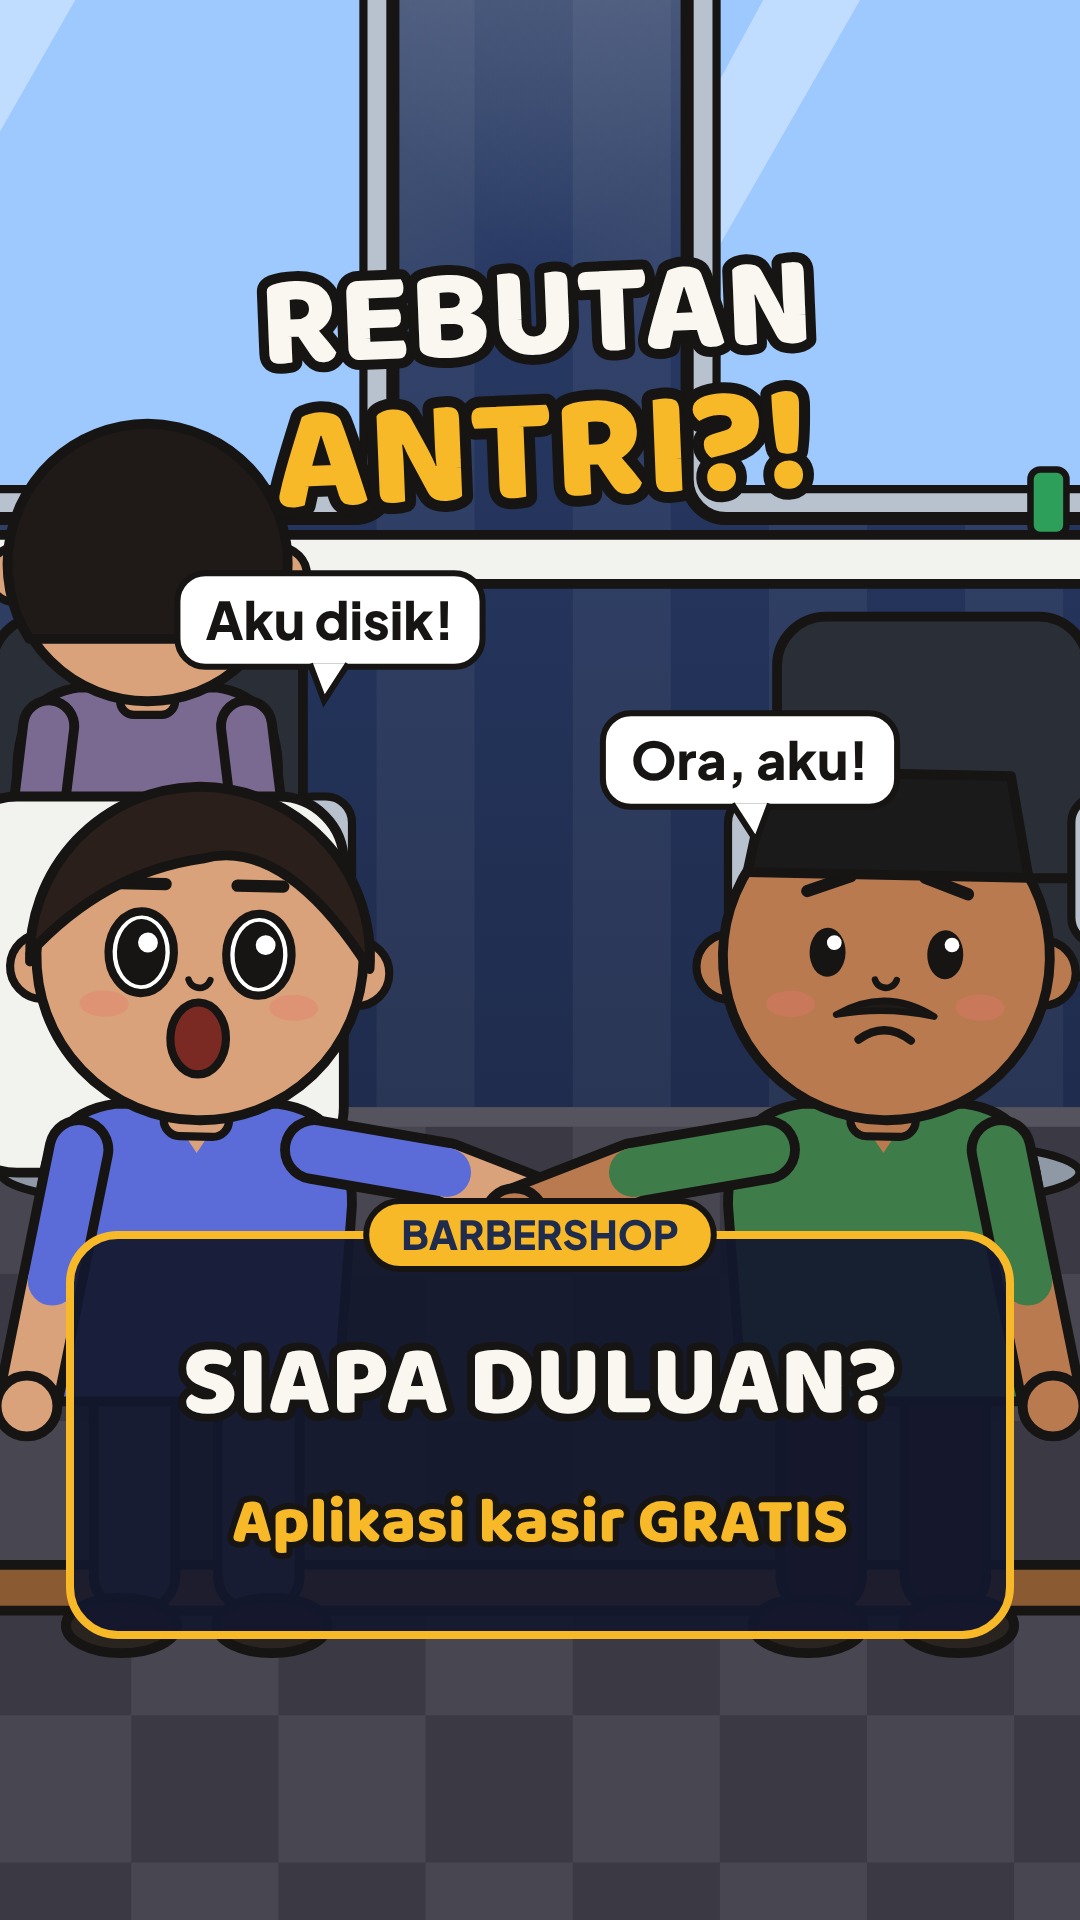 REBUTAN
ANTRI?!
Aku disik!
Ora, aku!
BARBERSHOP
SIAPA DULUAN?
Aplikasi kasir GRATIS